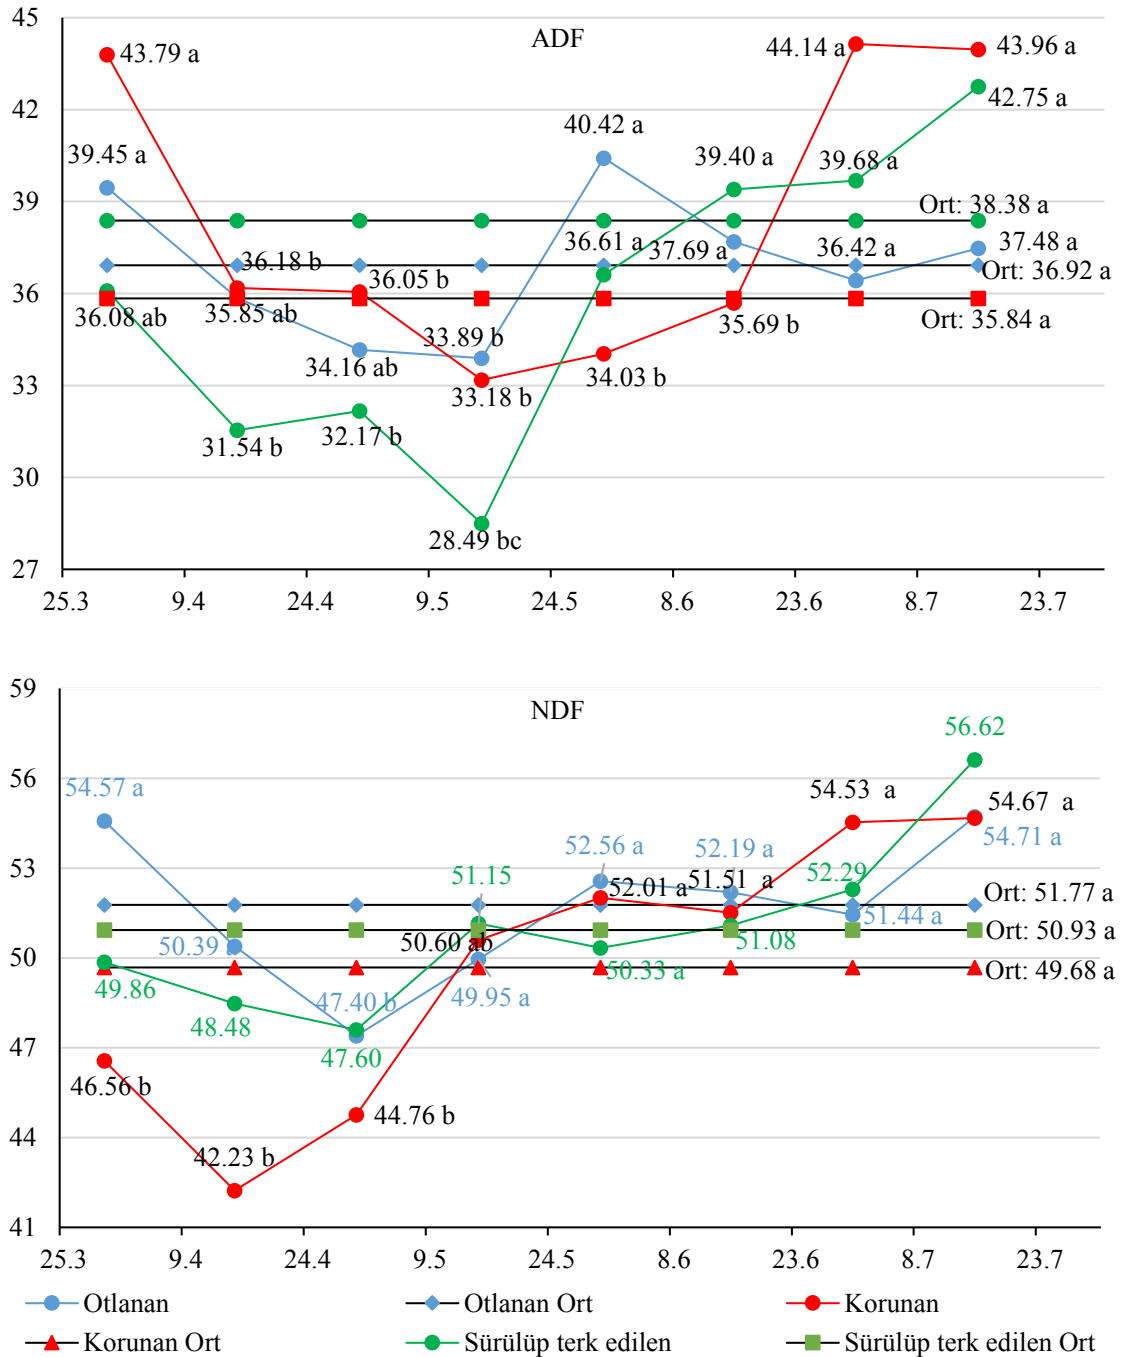 ADF
45
42
39
36
33
30
27
43.79 a
44.14 a
43.96 a
42.75 a
40.42 a
39.45 a
39.40 a
39.68 a
Ort: 38.38 a
36.61 a
37.69 a
36.42 a
37.48 a
36.18 b
36.05 b
Ort: 36.92 a
36.08 ab
35.85 ab
33.89 b
35.69 b
Ort: 35.84 a
34.16 ab
33.18 b
34.03 b
31.54 b
32.17 b
28.49 bc
25.3 9.4 24.4 9.5 24.5 8.6 23.6 8.7 23.7
NDF
59
56
53
50
47
44
41
56.62
54.57 a
54.53 a
54.67 a
54.71 a
52.56 a
52.19 a
51.15
52.01 a
51.51 a
52.29
Ort: 51.77 a
51.44 a
50.39
50.60 ab
51.08
Ort: 50.93 a
49.86
50.33 a
Ort: 49.68 a
48.48
47.40 b
49.95 a
47.60
46.56 b
44.76 b
42.23 b
25.3 9.4 24.4 9.5 24.5 8.6 23.6 8.7 23.7
Otlanan Otlanan Ort Korunan
Korunan Ort Sürülüp terk edilen Sürülüp terk edilen Ort